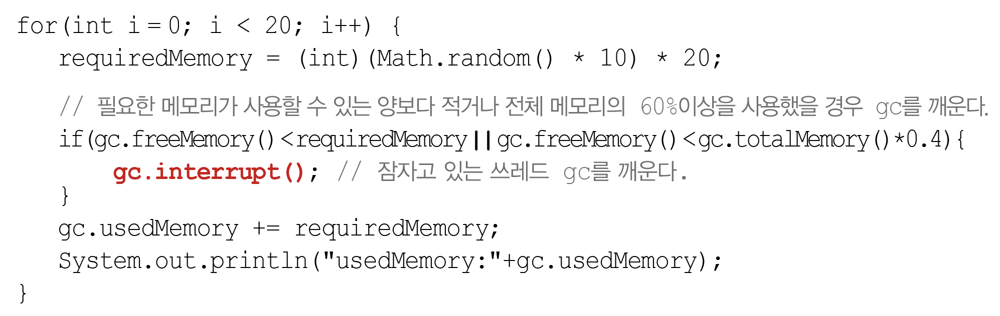 for(int i = 0; i < 20; i++) {
requiredMemory = (int)(Math.random() * 10) * 20;
// 필요한 메모리가 사용할 수 있는 양보다 적거나 전체 메모리의 60%이상을 사용했을 경우 gc를 깨운다.
if(gc.freeMemory()<requiredMemory||gc.freeMemory()<gc.totalMemory()*0.4){
gc.interrupt(); // 잠자고 있는 쓰레드 gc를 깨운다.
}
gc.usedMemory += requiredMemory;
System.out.println("usedMemory:"+gc.usedMemory);
}